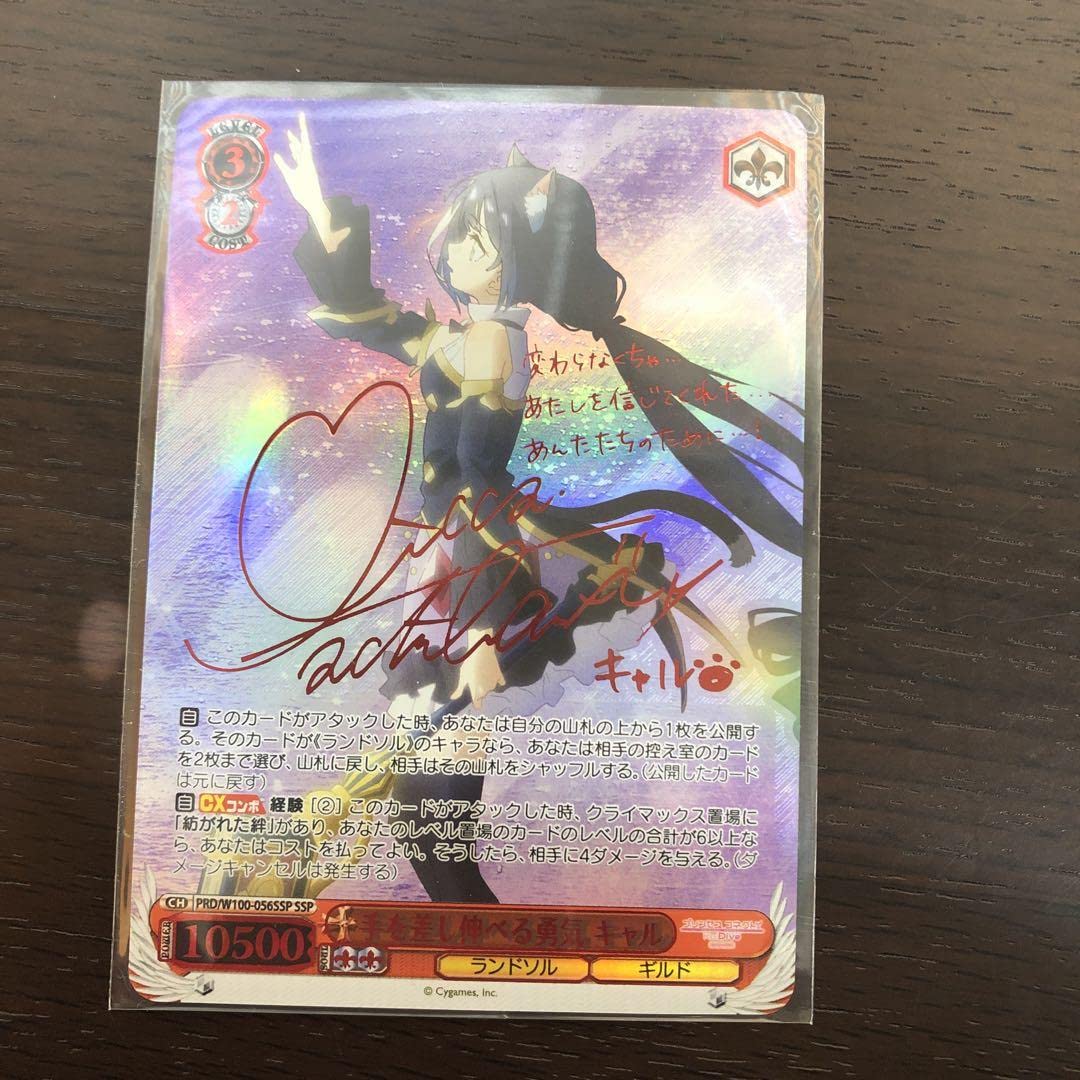 LEVEL
3
2
COST
変わらなくちゃ…
あたしを信じてくれた…
あんたたちのために…!
キャル
自 このカードがアタックした時、あなたは自分の山札の上から1枚を公開す
る。そのカードが《ランドソル》のキャラなら、あなたは相手の控え室のカード
を2枚まで選び、山札に戻し、相手はその山札をシャッフルする。(公開したカード
は元に戻す)
自 CXコンボ 経験 [②] このカードがアタックした時、クライマックス置場に
「紡がれた絆」があり、あなたのレベル置場のカードのレベルの合計が6以上な
ら、あなたはコストを払ってよい。そうしたら、相手に4ダメージを与える。(ダ
メージキャンセルは発生する)
CH PRD/W100-056SSP SSP
POWER 10500
SOUL
手を差し伸べる勇気 キャル
プリンセスコネクト!
Re:Dive
ランドソル ギルド
© Cygames, Inc.